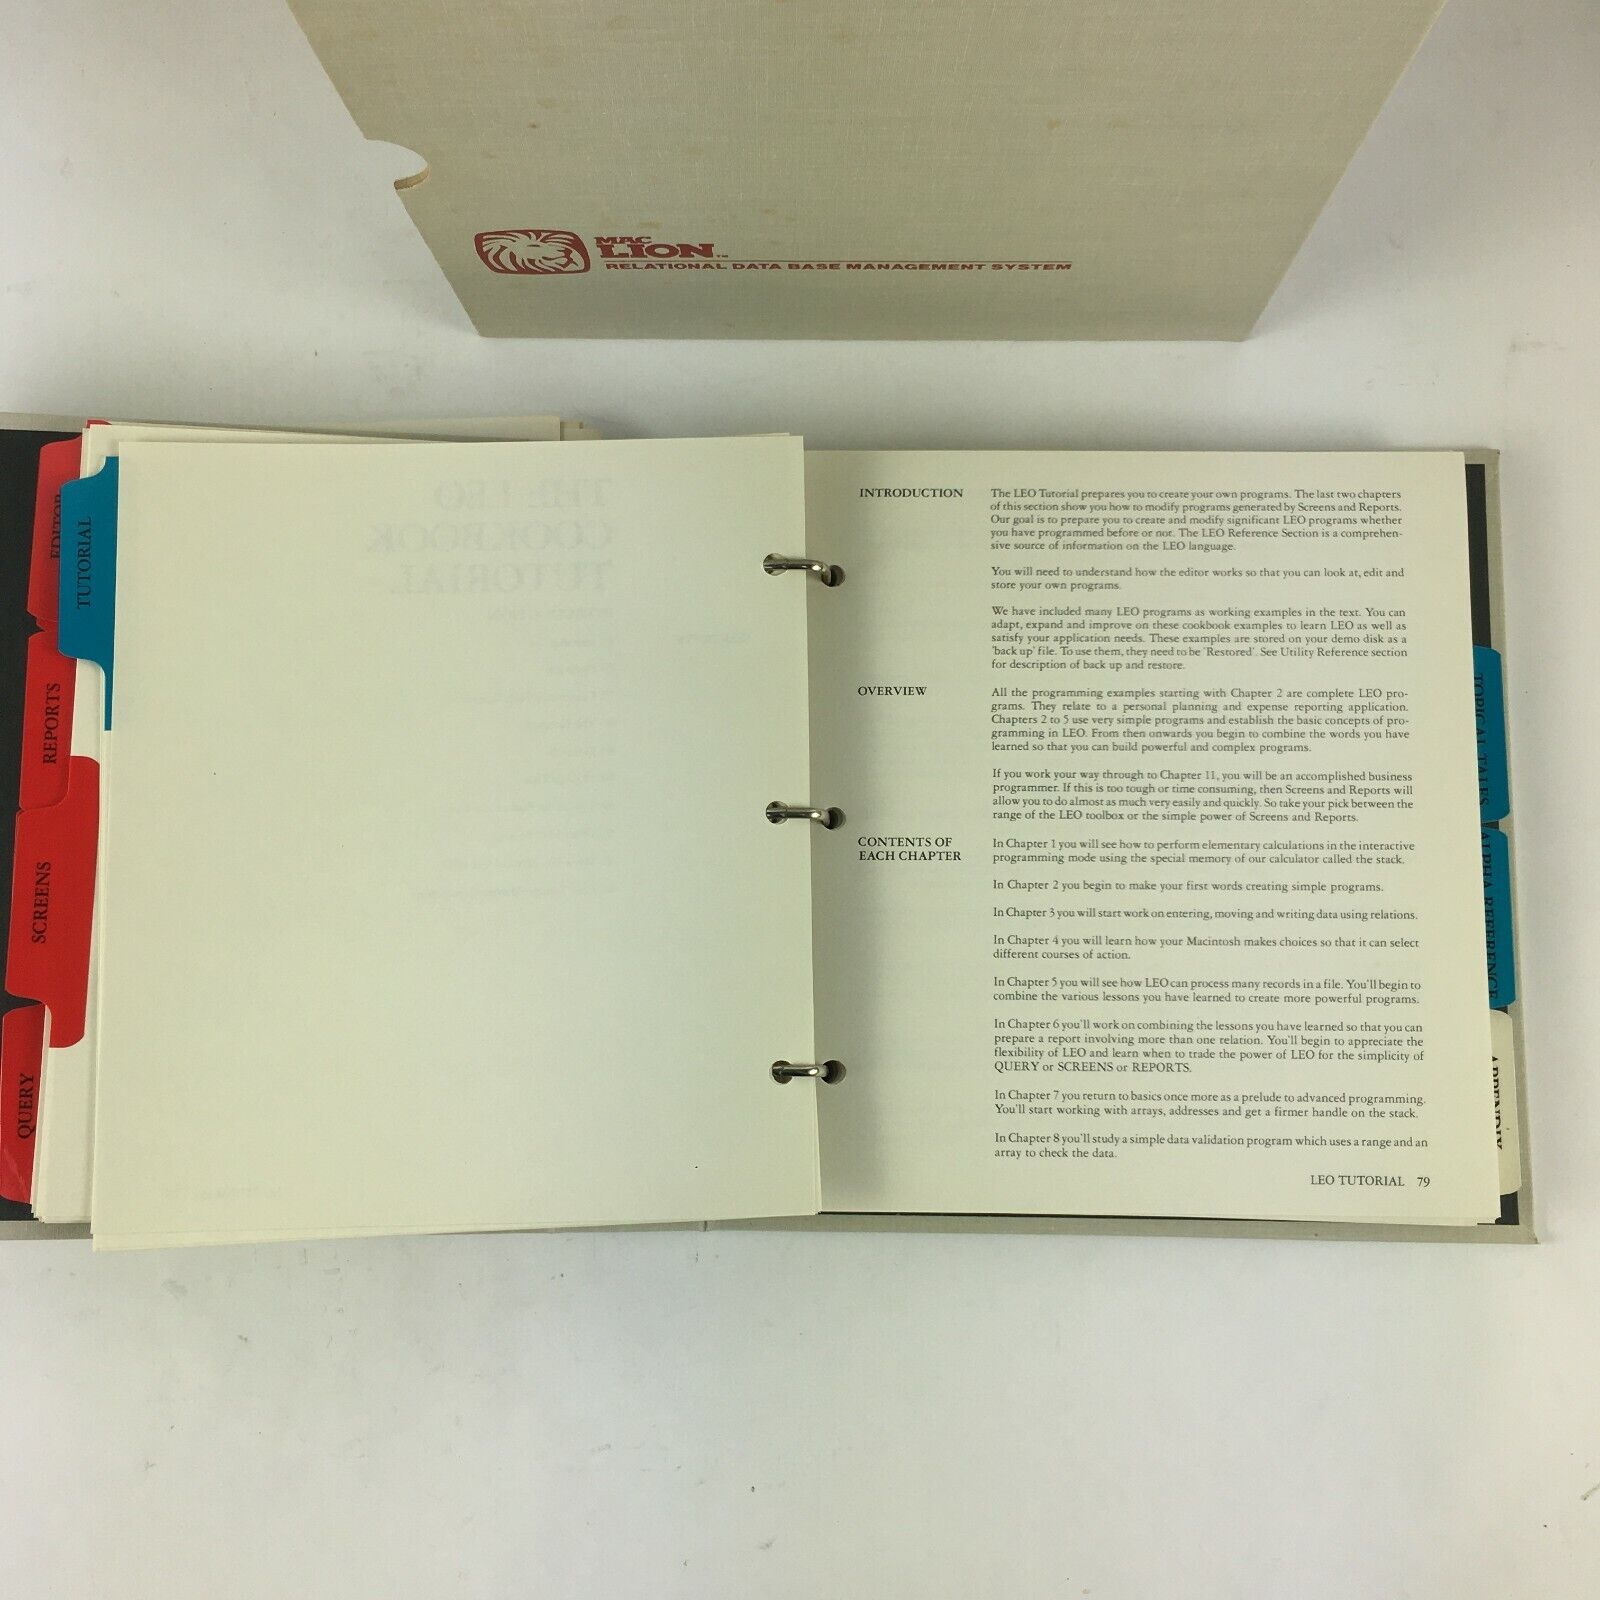 MAC
LION™
RELATIONAL DATA BASE MANAGEMENT SYSTEM
EDITOR
TUTORIAL
REPORTS
SCREENS
QUERY
THE LEO
COOKBOOK
TUTORIAL
INTRODUCTION
The LEO Tutorial prepares you to create your own programs. The last two chapters
of this section show you how to modify programs generated by Screens and Reports.
Our goal is to prepare you to create and modify significant LEO programs whether
you have programmed before or not. The LEO Reference Section is a comprehen-
sive source of information on the LEO language.
You will need to understand how the editor works so that you can look at, edit and
store your own programs.
We have included many LEO programs as working examples in the text. You can
adapt, expand and improve on these cookbook examples to learn LEO as well as
satisfy your application needs. These examples are stored on your demo disk as a
'back up' file. To use them, they need to be 'Restored'. See Utility Reference section
for description of back up and restore.
OVERVIEW
All the programming examples starting with Chapter 2 are complete LEO pro-
grams. They relate to a personal planning and expense reporting application.
Chapters 2 to 5 use very simple programs and establish the basic concepts of pro-
gramming in LEO. From then onwards you begin to combine the words you have
learned so that you can build powerful and complex programs.
If you work your way through to Chapter 11, you will be an accomplished business
programmer. If this is too tough or time consuming, then Screens and Reports will
allow you to do almost as much very easily and quickly. So take your pick between the
range of the LEO toolbox or the simple power of Screens and Reports.
CONTENTS OF
EACH CHAPTER
In Chapter 1 you will see how to perform elementary calculations in the interactive
programming mode using the special memory of our calculator called the stack.
In Chapter 2 you begin to make your first words creating simple programs.
In Chapter 3 you will start work on entering, moving and writing data using relations.
In Chapter 4 you will learn how your Macintosh makes choices so that it can select
different courses of action.
In Chapter 5 you will see how LEO can process many records in a file. You'll begin to
combine the various lessons you have learned to create more powerful programs.
In Chapter 6 you'll work on combining the lessons you have learned so that you can
prepare a report involving more than one relation. You'll begin to appreciate the
flexibility of LEO and learn when to trade the power of LEO for the simplicity of
QUERY or SCREENS or REPORTS.
In Chapter 7 you return to basics once more as a prelude to advanced programming.
You'll start working with arrays, addresses and get a firmer handle on the stack.
In Chapter 8 you'll study a simple data validation program which uses a range and an
array to check the data.
LEO TUTORIAL 79
TOPICAL TALES
ALPHA REFERENCE
APPENDIX